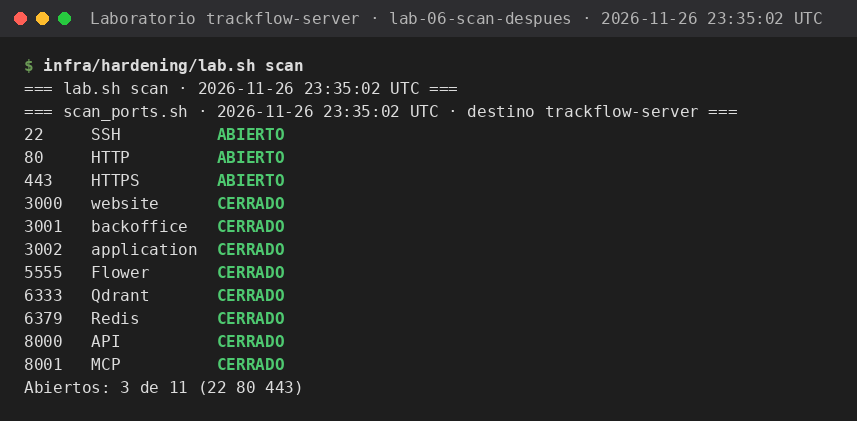 Laboratorio trackflow-server · lab-06-scan-despues · 2026-11-26 23:35:02 UTC
$ infra/hardening/lab.sh scan
=== lab.sh scan · 2026-11-26 23:35:02 UTC ===
=== scan_ports.sh · 2026-11-26 23:35:02 UTC · destino trackflow-server ===
22     SSH          ABIERTO
80     HTTP         ABIERTO
443    HTTPS        ABIERTO
3000   website      CERRADO
3001   backoffice   CERRADO
3002   application  CERRADO
5555   Flower       CERRADO
6333   Qdrant       CERRADO
6379   Redis        CERRADO
8000   API          CERRADO
8001   MCP          CERRADO
Abiertos: 3 de 11 (22 80 443)